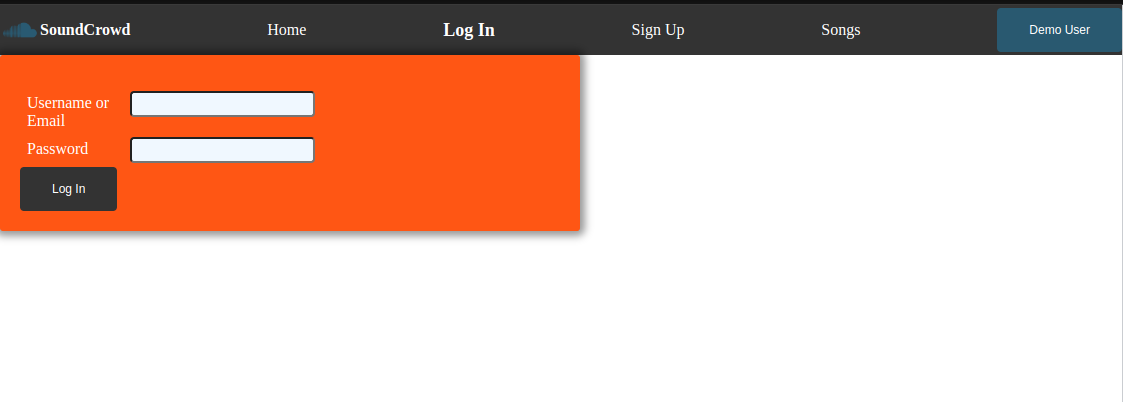 SoundCrowd
Home
Log In
Sign Up
Songs
Demo User
Username or
Email
Password
Log In